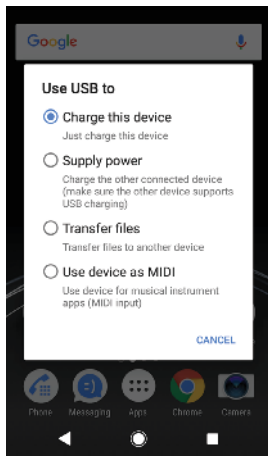 Google
Use USB to
Charge this device
Just charge this device
Supply power
Charge the other connected device
(make sure the other device supports
USB charging)
Transfer files
Transfer files to another device
Use device as MIDI
Use device for musical instrument
apps (MIDI input)
CANCEL
Phone Messaging Apps Chrome Camera